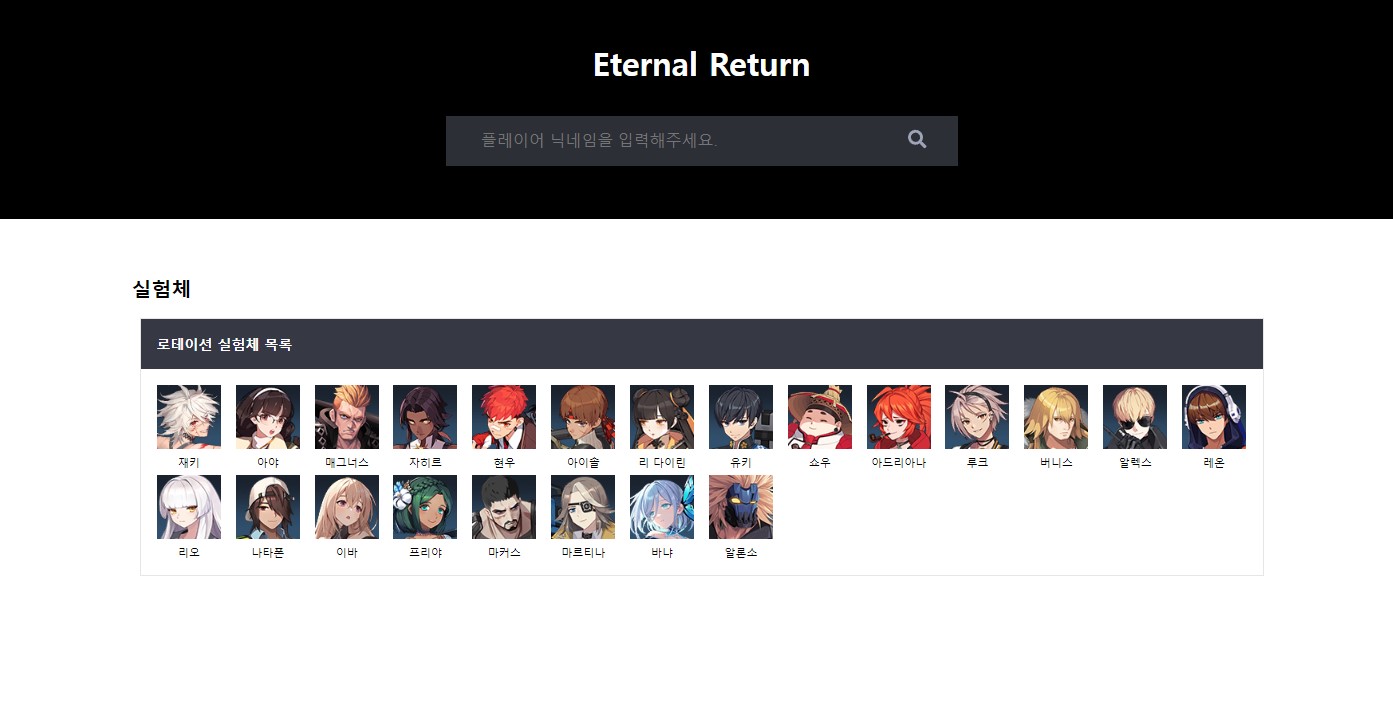 Eternal Return
플레이어 닉네임을 입력해주세요.
실험체
로테이션 실험체 목록
재키 아야 매그너스 자히르 현우 아이솔 리 다이린 유키 쇼우 아드리아나 루크 버니스 알렉스 레온
리오 나타폰 이바 프리야 마커스 마르티나 바냐 알론소